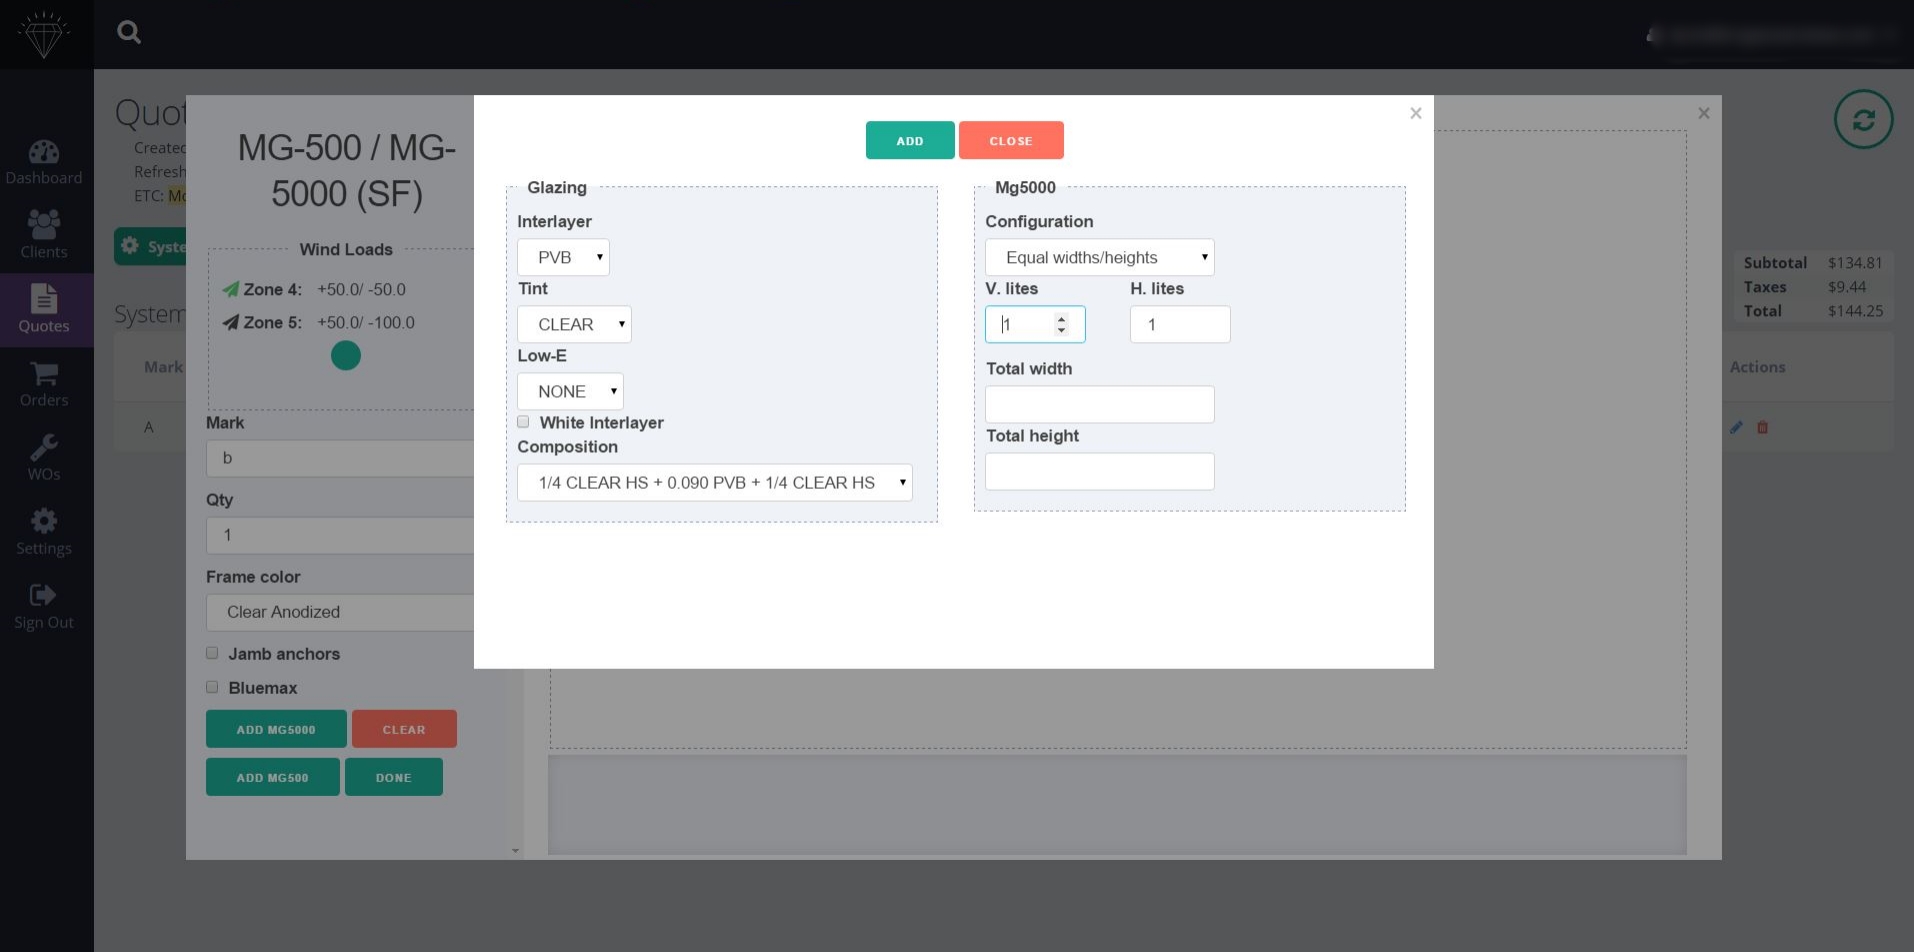 Quot
Created
Refresh
ETC: Mo
Syste
System
Subtotal $134.81
Taxes $9.44
Total $144.25
Mark
Actions
A
Dashboard
Clients
Quotes
Orders
WOs
Settings
Sign Out
MG-500 / MG-
5000 (SF)
Wind Loads
Zone 4: +50.0/ -50.0
Zone 5: +50.0/ -100.0
Mark
b
Qty
1
Frame color
Clear Anodized
Jamb anchors
Bluemax
ADD MG5000 CLEAR
ADD MG500 DONE
×
×
ADD CLOSE
Glazing
Interlayer
PVB
Tint
CLEAR
Low-E
NONE
White Interlayer
Composition
1/4 CLEAR HS + 0.090 PVB + 1/4 CLEAR HS
Mg5000
Configuration
Equal widths/heights
V. lites H. lites
1 1
Total width
Total height